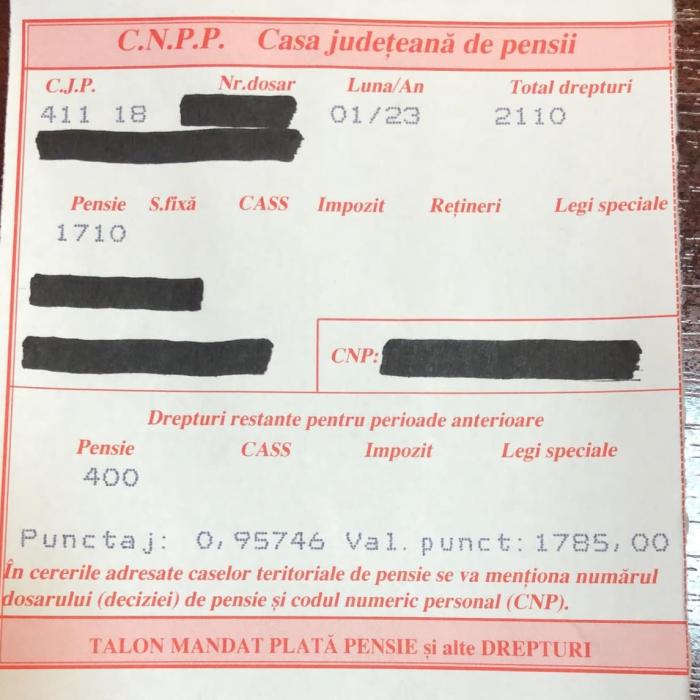 C.N.P.P. Casa județeană de pensii
C.J.P. Nr.dosar Luna/An Total drepturi
411 18 01/23 2110
Pensie S.fixă CASS Impozit Rețineri Legi speciale
1710
CNP:
Drepturi restante pentru perioade anterioare
Pensie CASS Impozit Legi speciale
400
Punctaj: 0,95746 Val. punct: 1785,00
În cererile adresate caselor teritoriale de pensie se va menționa numărul
dosarului (deciziei) de pensie și codul numeric personal (CNP).
TALON MANDAT PLATĂ PENSIE și alte DREPTURI